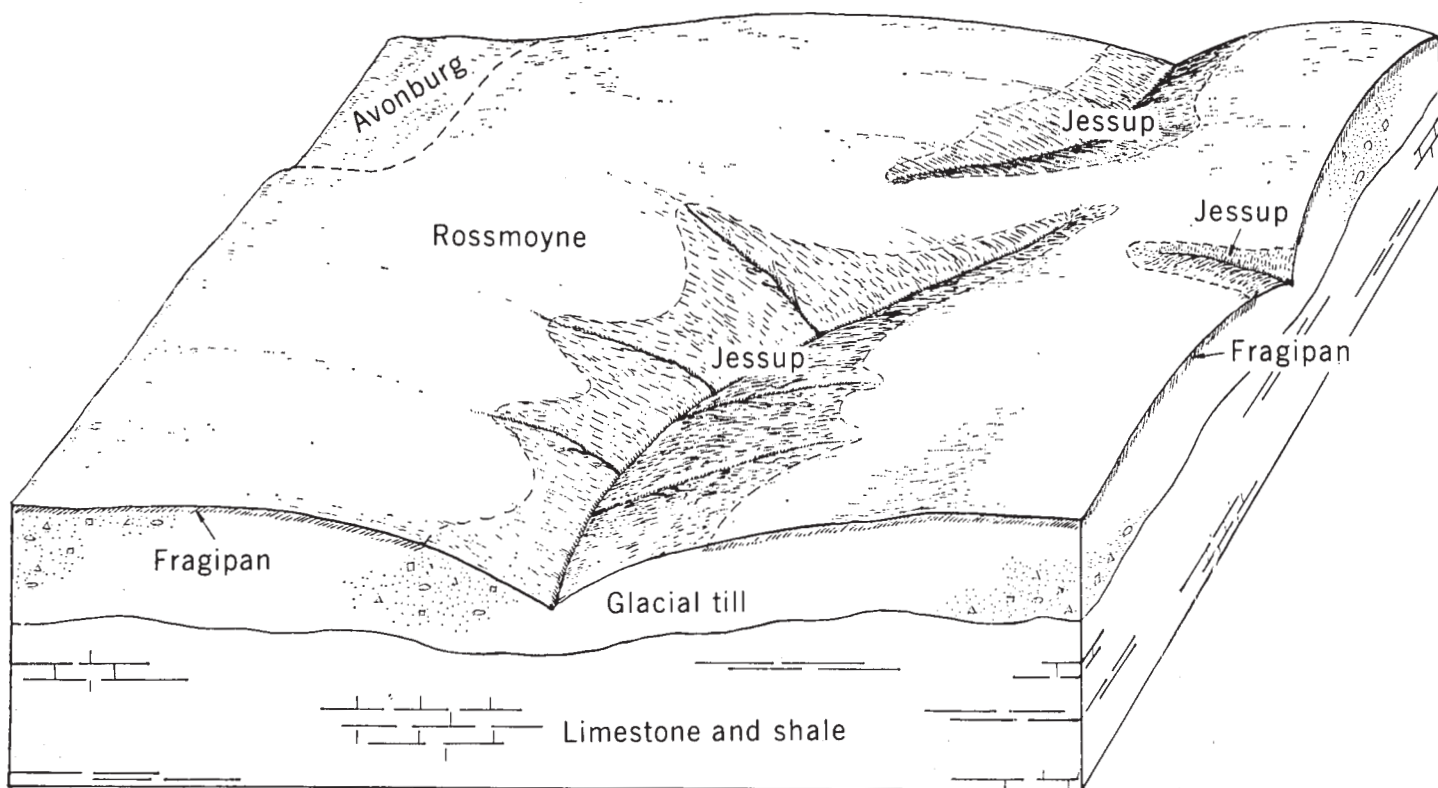 Avonburg
Jessup
Jessup
Rossmoyne
Jessup
Fragipan
Fragipan
Glacial till
Limestone and shale